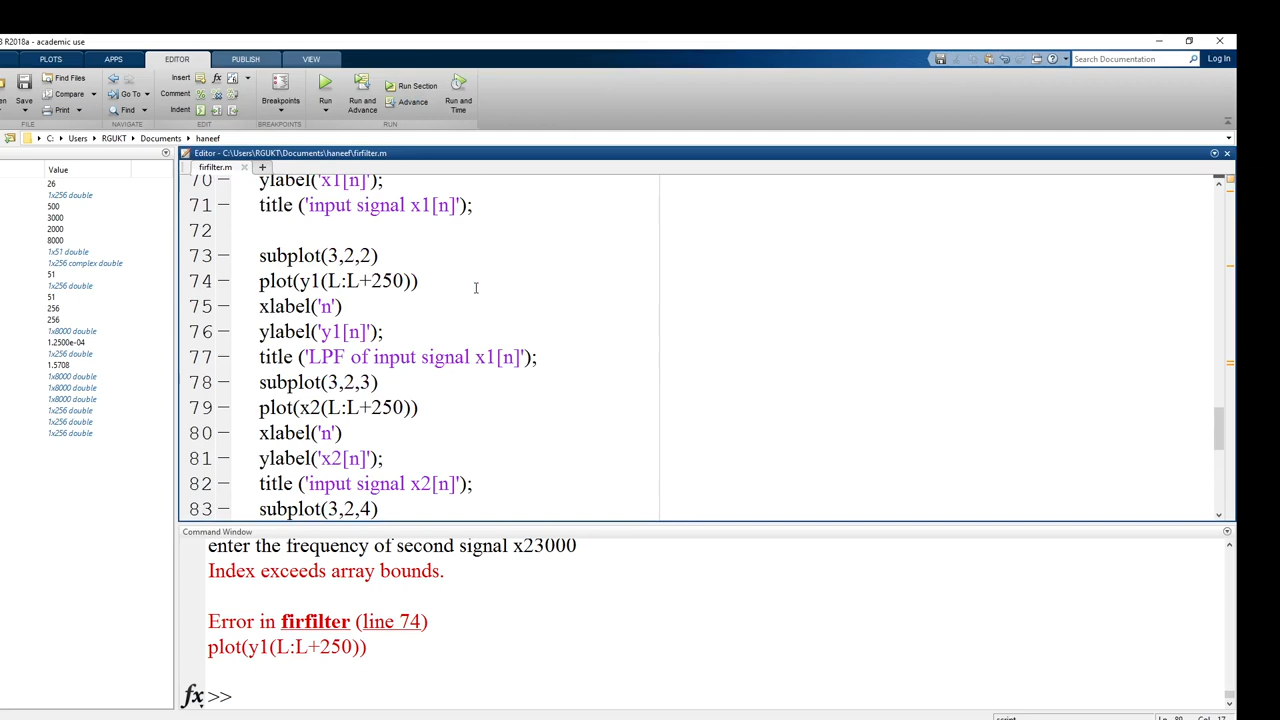 B R2018a - academic use
PLOTS APPS EDITOR PUBLISH VIEW
Search Documentation Log In
Find Files Insert fx
Save Compare Go To Comment Breakpoints Run Run and Advance Run Section Advance Run and Time
Print Find Indent
FILE NAVIGATE EDIT BREAKPOINTS RUN
C: Users RGUKT Documents haneef
Editor - C:\Users\RGUKT\Documents\haneef\firfilter.m
firfilter.m +
Value
26
1x256 double
500
3000
2000
8000
1x51 double
1x256 complex double
51
1x256 double
51
256
256
1x8000 double
1.2500e-04
1x256 double
1.5708
1x8000 double
1x8000 double
1x8000 double
1x256 double
1x256 double
1x256 double
70 – ylabel('x1[n]');
71 – title ('input signal x1[n]');
72
73 – subplot(3,2,2)
74 – plot(y1(L:L+250))
75 – xlabel('n')
76 – ylabel('y1[n]');
77 – title ('LPF of input signal x1[n]');
78 – subplot(3,2,3)
79 – plot(x2(L:L+250))
80 – xlabel('n')
81 – ylabel('x2[n]');
82 – title ('input signal x2[n]');
83 – subplot(3,2,4)
Command Window
enter the frequency of second signal x23000
Index exceeds array bounds.
Error in firfilter (line 74)
plot(y1(L:L+250))
fx >>